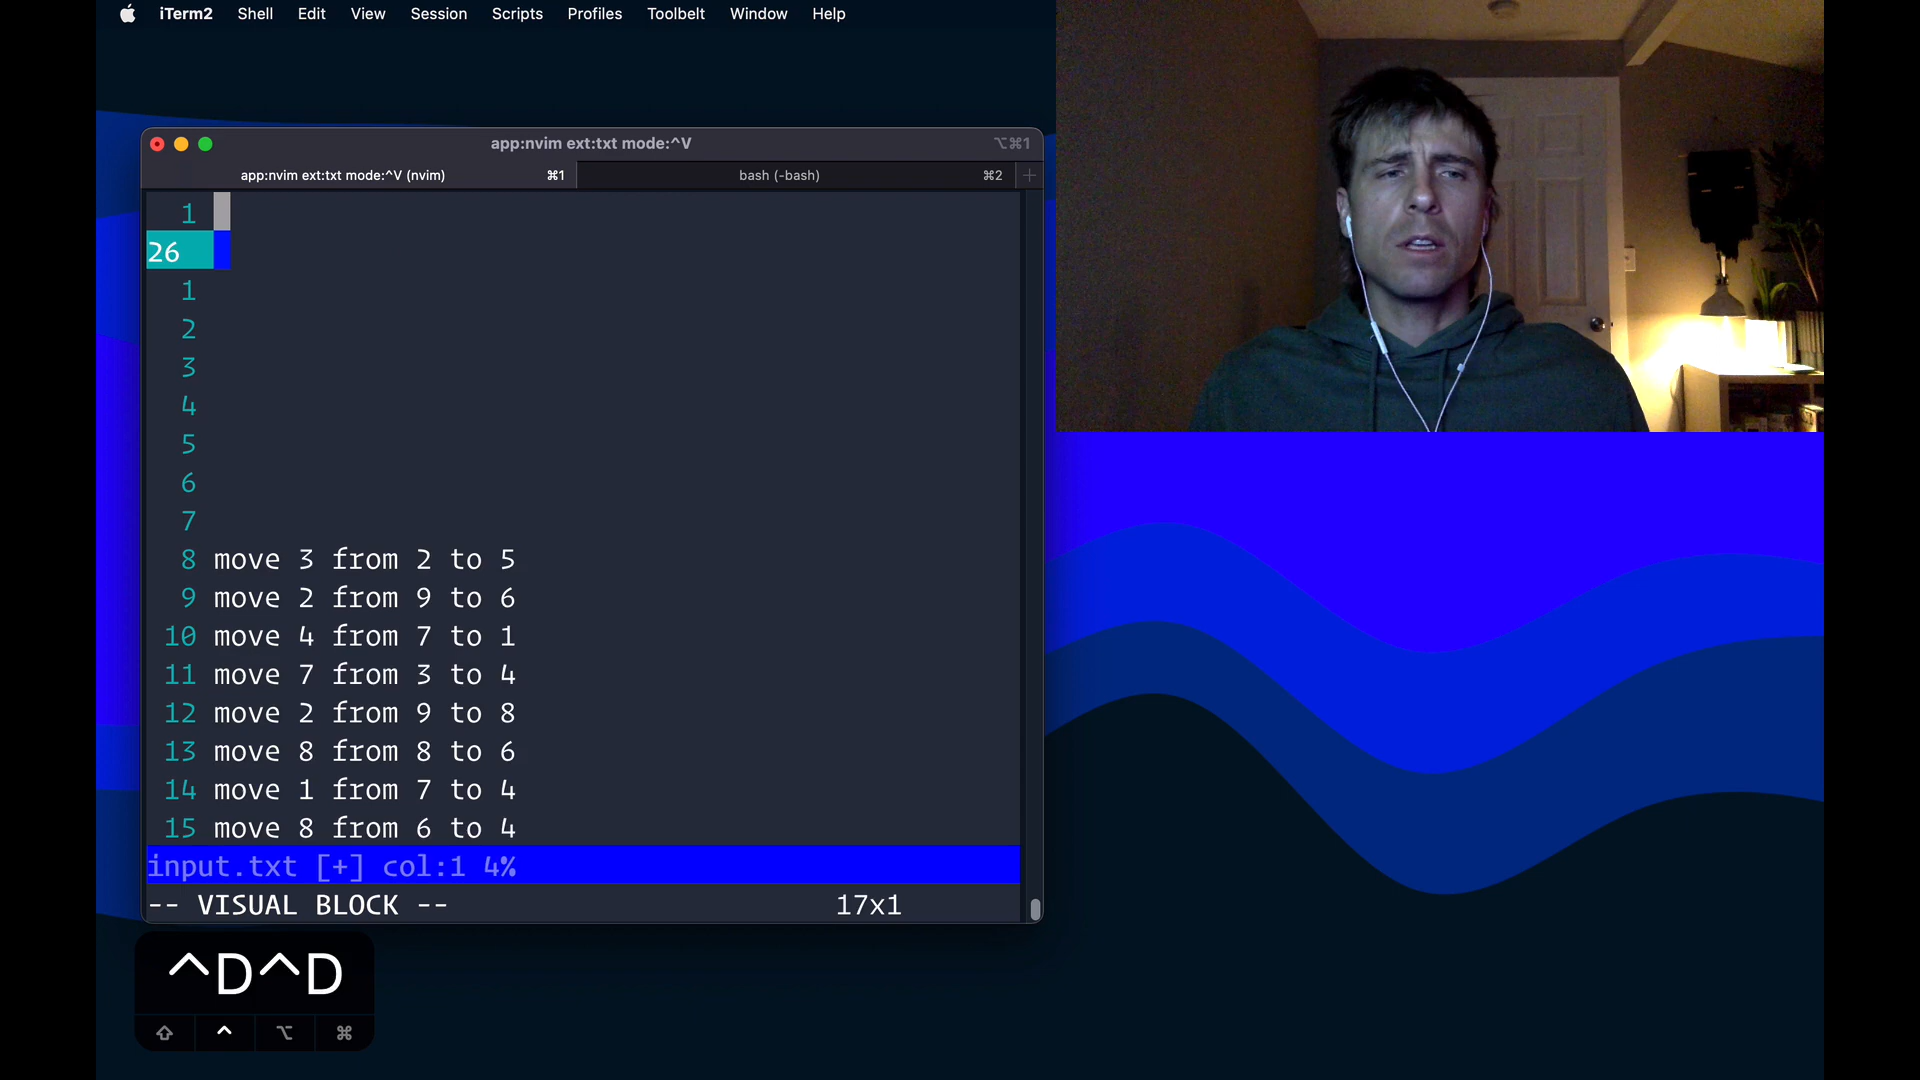 iTerm2 Shell Edit View Session Scripts Profiles Toolbelt Window Help
app:nvim ext:txt mode:^V ⌥⌘1
app:nvim ext:txt mode:^V (nvim) ⌘1 bash (-bash) ⌘2 +
1
26
1
2
3
4
5
6
7
8 move 3 from 2 to 5
9 move 2 from 9 to 6
10 move 4 from 7 to 1
11 move 7 from 3 to 4
12 move 2 from 9 to 8
13 move 8 from 8 to 6
14 move 1 from 7 to 4
15 move 8 from 6 to 4
input.txt [+] col:1 4%
-- VISUAL BLOCK -- 17x1
^D^D
⇧ ^ ⌥ ⌘